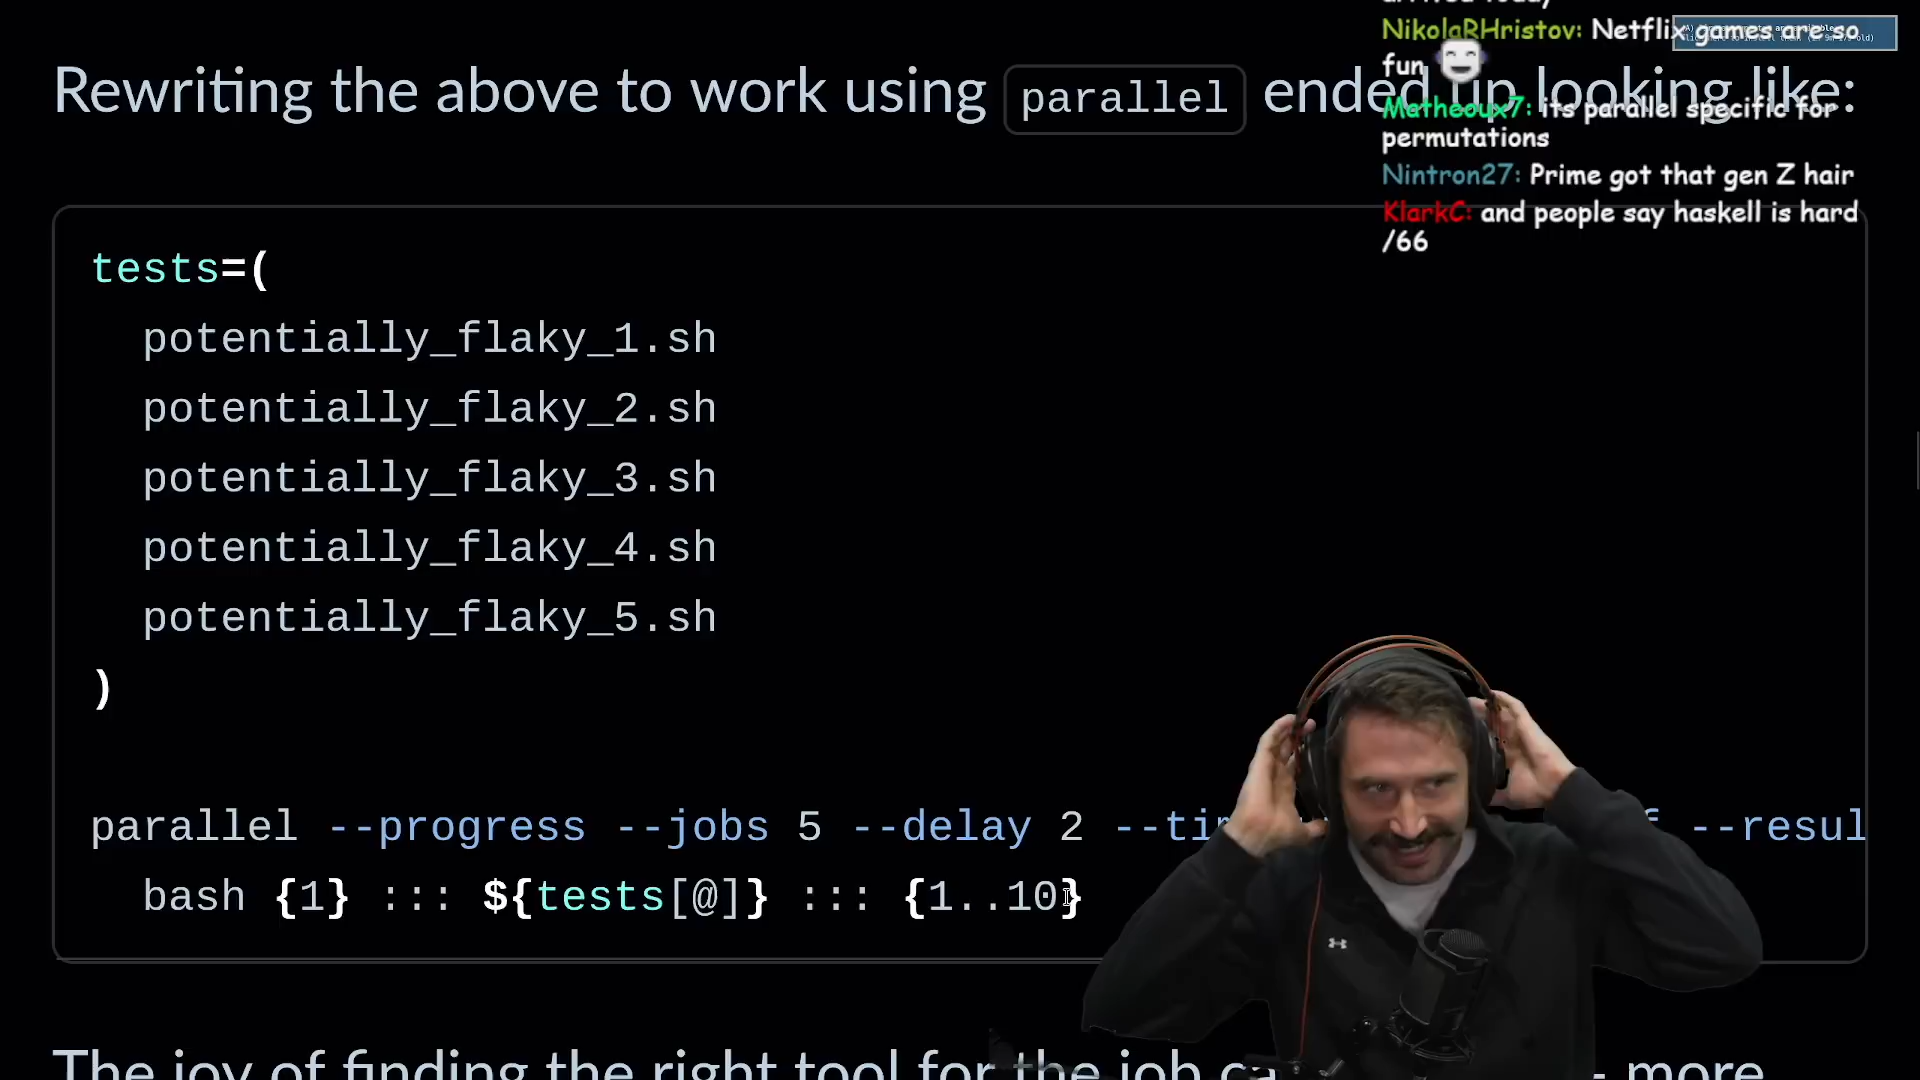 NikolaRHristov: Netflix games are so
fun
Rewriting the above to work using parallel ended up looking like:
Matheoux7: its parallel specific for
permutations
Nintron27: Prime got that gen Z hair
KlarkC: and people say haskell is hard
/66
tests=(
potentially_flaky_1.sh
potentially_flaky_2.sh
potentially_flaky_3.sh
potentially_flaky_4.sh
potentially_flaky_5.sh
)
parallel --progress --jobs 5 --delay 2 --resul
bash {1} ::: ${tests[@]} ::: {1..10}
The joy of finding the right tool for the job - more